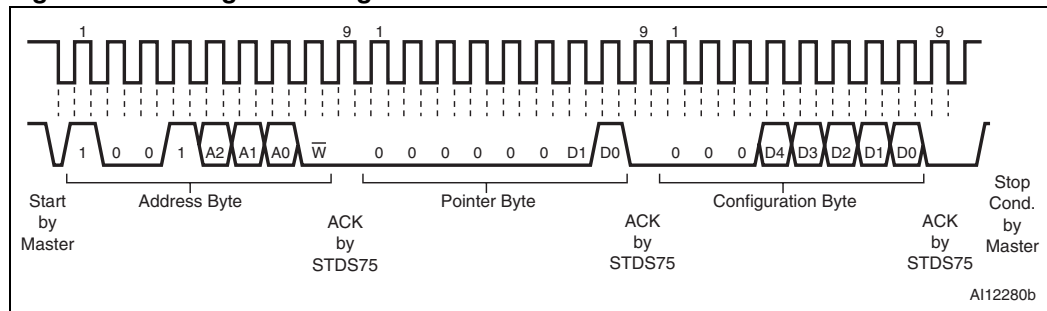 1 9 1 9 1 9
1 0 0 1 A2 A1 A0 W̅ 0 0 0 0 0 0 D1 D0 0 0 0 D4 D3 D2 D1 D0
Start
by
Master
Address Byte
ACK
by
STDS75
Pointer Byte
ACK
by
STDS75
Configuration Byte
ACK
by
STDS75
Stop
Cond.
by
Master
AI12280b